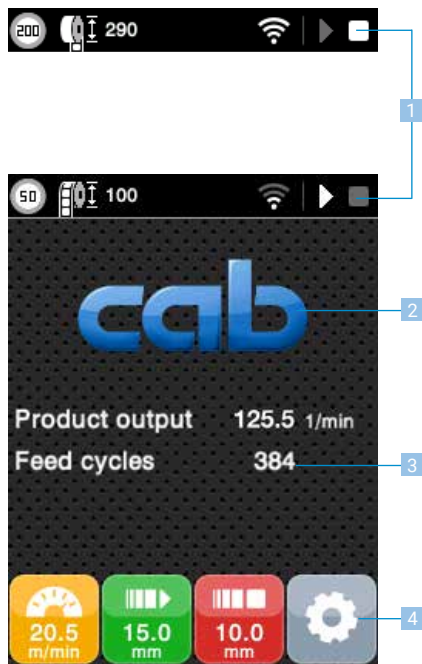 200 290
1
50 100
cab
2
Product output 125.5 1/min
Feed cycles 384
3
20.5 m/min
15.0 mm
10.0 mm
4